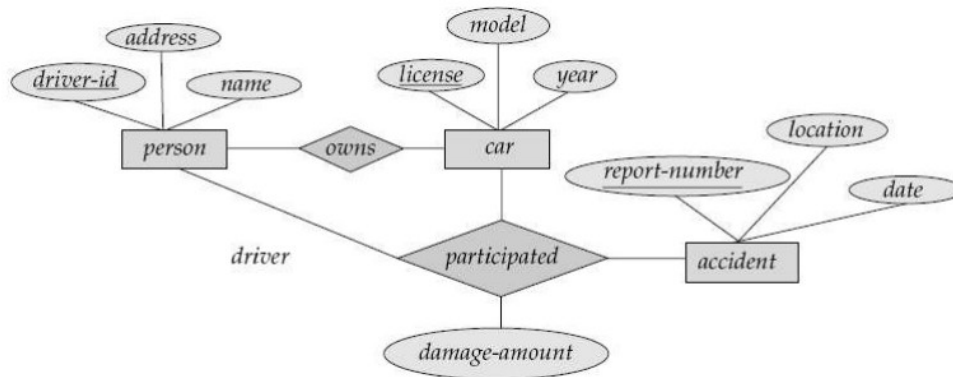 model
address
driver-id
name
license
year
person
owns
car
location
report-number
date
driver
participated
accident
damage-amount